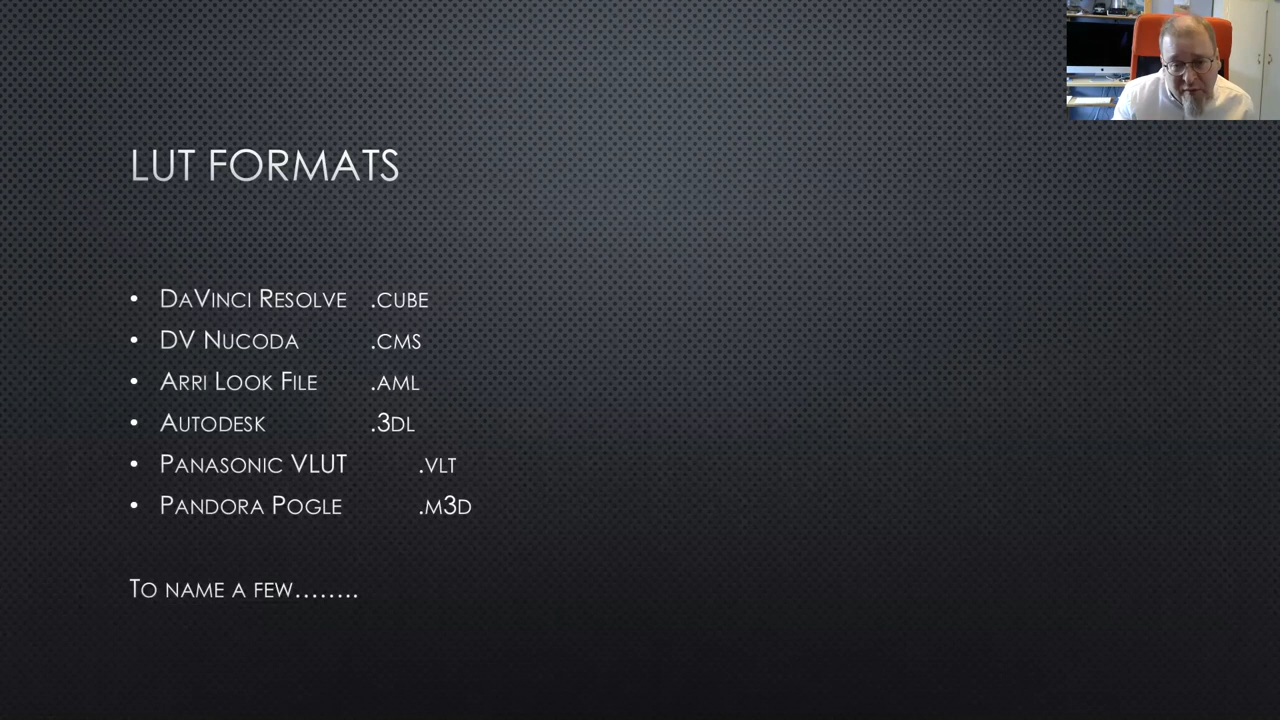 LUT FORMATS
• DAVINCI RESOLVE .CUBE
• DV NUCODA .CMS
• ARRI LOOK FILE .AML
• AUTODESK .3DL
• PANASONIC VLUT .VLT
• PANDORA POGLE .M3D
TO NAME A FEW........